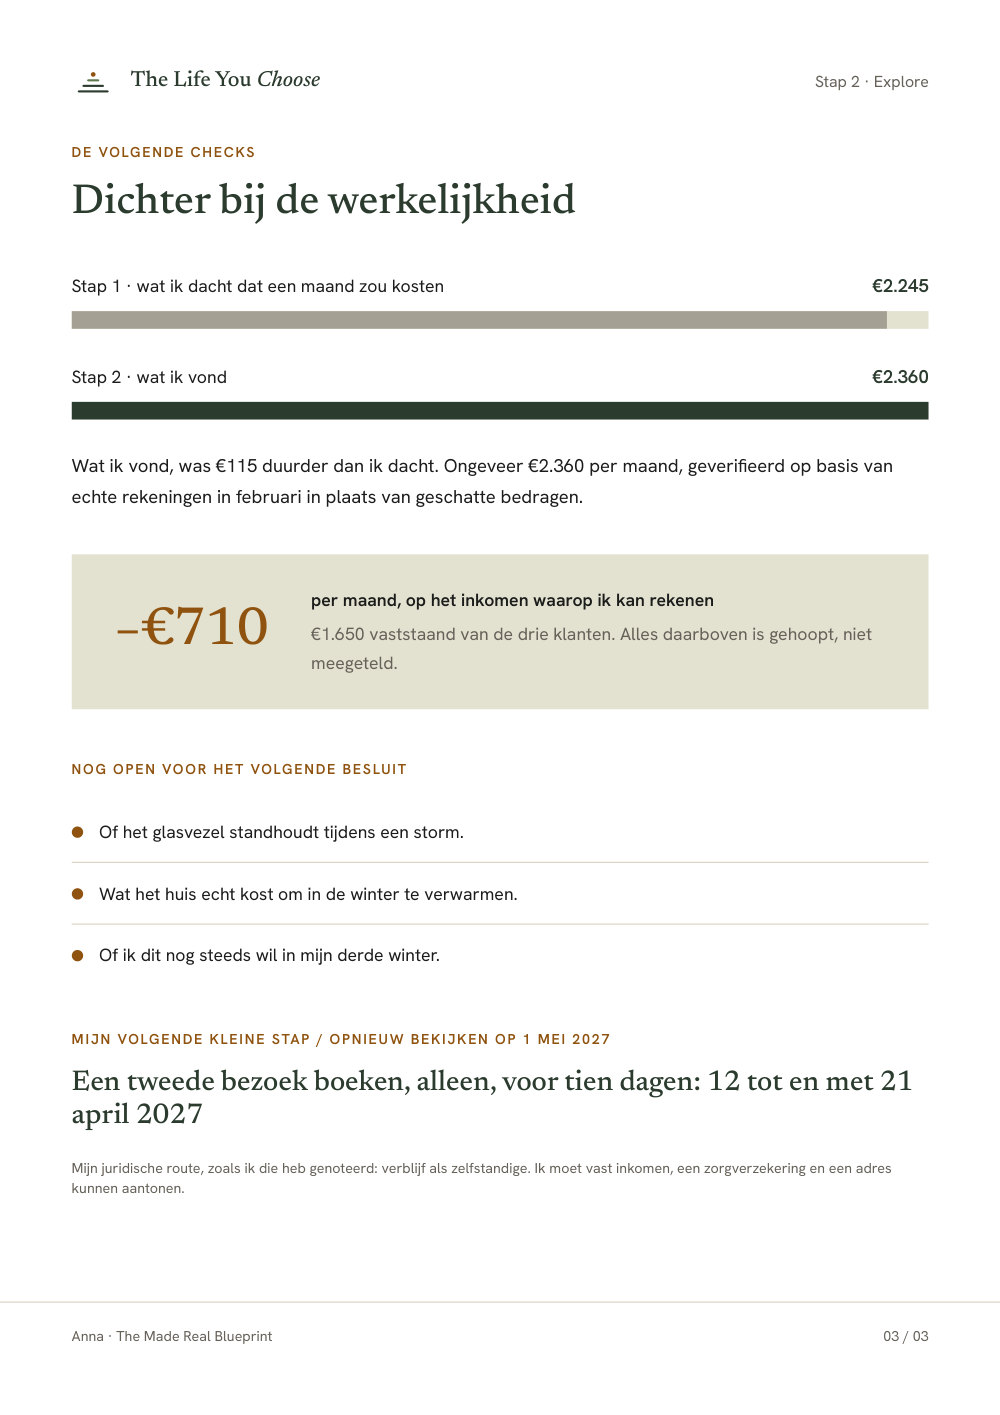 The Life You Choose
Stap 2 · Explore
DE VOLGENDE CHECKS
Dichter bij de werkelijkheid
Stap 1 · wat ik dacht dat een maand zou kosten
€2.245
Stap 2 · wat ik vond
€2.360
Wat ik vond, was €115 duurder dan ik dacht. Ongeveer €2.360 per maand, geverifieerd op basis van
echte rekeningen in februari in plaats van geschatte bedragen.
–€710
per maand, op het inkomen waarop ik kan rekenen
€1.650 vaststaand van de drie klanten. Alles daarboven is gehoopt, niet
meegeteld.
NOG OPEN VOOR HET VOLGENDE BESLUIT
Of het glasvezel standhoudt tijdens een storm.
Wat het huis echt kost om in de winter te verwarmen.
Of ik dit nog steeds wil in mijn derde winter.
MIJN VOLGENDE KLEINE STAP / OPNIEUW BEKIJKEN OP 1 MEI 2027
Een tweede bezoek boeken, alleen, voor tien dagen: 12 tot en met 21
april 2027
Mijn juridische route, zoals ik die heb genoteerd: verblijf als zelfstandige. Ik moet vast inkomen, een zorgverzekering en een adres
kunnen aantonen.
Anna · The Made Real Blueprint
03 / 03